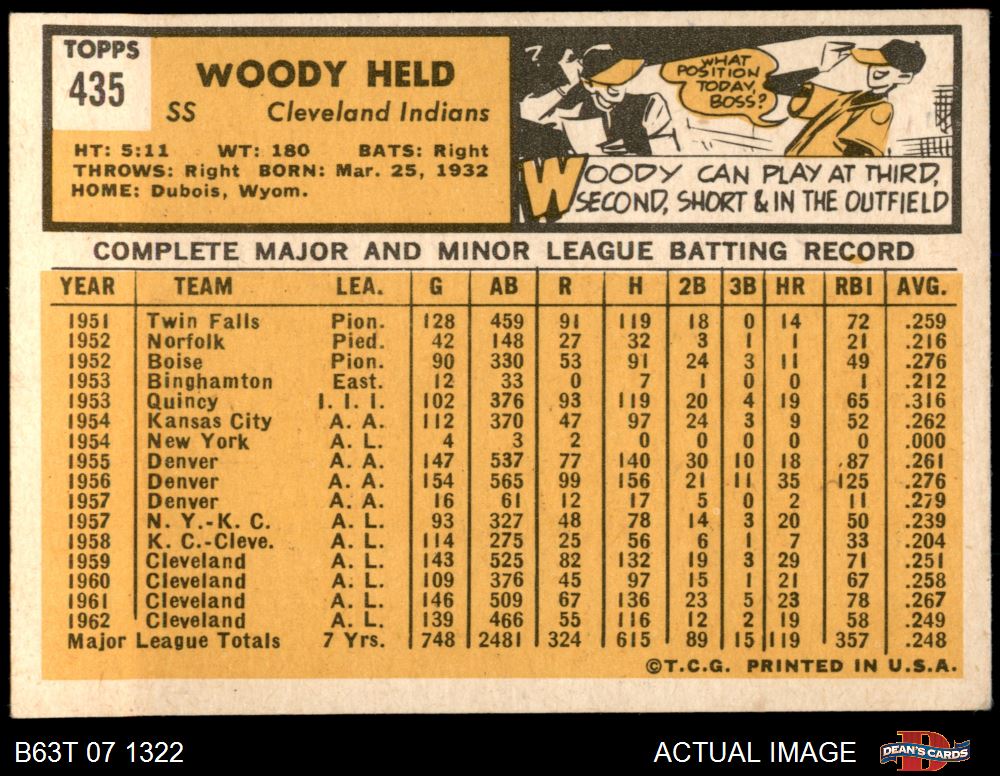 TOPPS
435
WOODY HELD
SS Cleveland Indians
HT: 5:11 WT: 180 BATS: Right
THROWS: Right BORN: Mar. 25, 1932
HOME: Dubois, Wyom.
?
WHAT
POSITION
TODAY,
BOSS?
WOODY CAN PLAY AT THIRD,
SECOND, SHORT & IN THE OUTFIELD
COMPLETE MAJOR AND MINOR LEAGUE BATTING RECORD
YEAR TEAM LEA. G AB R H 2B 3B HR RBI AVG.
1951 Twin Falls Pion. 128 459 91 119 18 0 14 72 .259
1952 Norfolk Pied. 42 148 27 32 3 1 1 21 .216
1952 Boise Pion. 90 330 53 91 24 3 11 49 .276
1953 Binghamton East. 12 33 0 7 1 0 0 1 .212
1953 Quincy I. I. I. 102 376 93 119 20 4 19 65 .316
1954 Kansas City A. A. 112 370 47 97 24 3 9 52 .262
1954 New York A. L. 4 3 2 0 0 0 0 0 .000
1955 Denver A. A. 147 537 77 140 30 10 18 87 .261
1956 Denver A. A. 154 565 99 156 21 11 35 125 .276
1957 Denver A. A. 16 61 12 17 5 0 2 11 .279
1957 N. Y.-K. C. A. L. 93 327 48 78 14 3 20 50 .239
1958 K. C.-Cleve. A. L. 114 275 25 56 6 1 7 33 .204
1959 Cleveland A. L. 143 525 82 132 19 3 29 71 .251
1960 Cleveland A. L. 109 376 45 97 15 1 21 67 .258
1961 Cleveland A. L. 146 509 67 136 23 5 23 78 .267
1962 Cleveland A. L. 139 466 55 116 12 2 19 58 .249
Major League Totals 7 Yrs. 748 2481 324 615 89 15 119 357 .248
©T.C.G. PRINTED IN U.S.A.
B63T 07 1322 ACTUAL IMAGE D DEAN'S CARDS